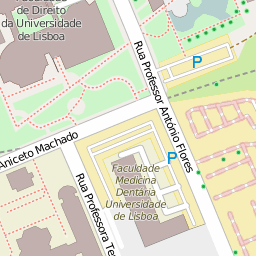 de Direito
da Universidade
de Lisboa
Rua Professor António Flores
P
Aniceto Machado
P
Faculdade
Medicina
Dentária
Universidade
de Lisboa
Rua Professora Te